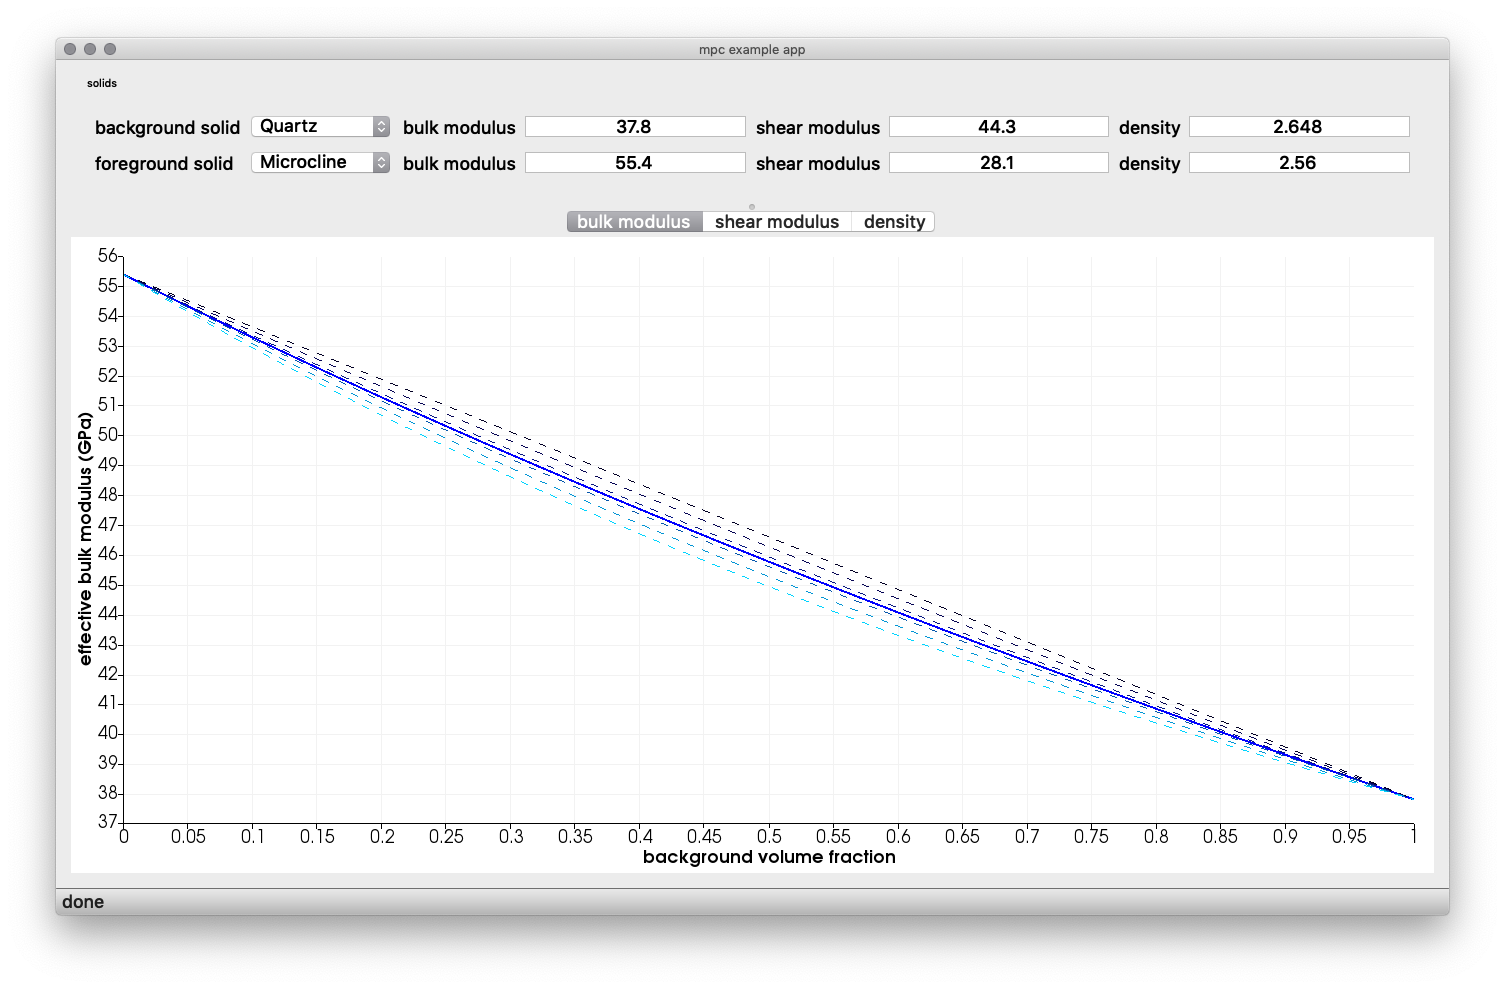 mpc example app
solids
background solid Quartz bulk modulus 37.8 shear modulus 44.3 density 2.648
foreground solid Microcline bulk modulus 55.4 shear modulus 28.1 density 2.56
bulk modulus shear modulus density
effective bulk modulus (GPa)
56
55
54
53
52
51
50
49
48
47
46
45
44
43
42
41
40
39
38
37
0 0.05 0.1 0.15 0.2 0.25 0.3 0.35 0.4 0.45 0.5 0.55 0.6 0.65 0.7 0.75 0.8 0.85 0.9 0.95 1
background volume fraction
done